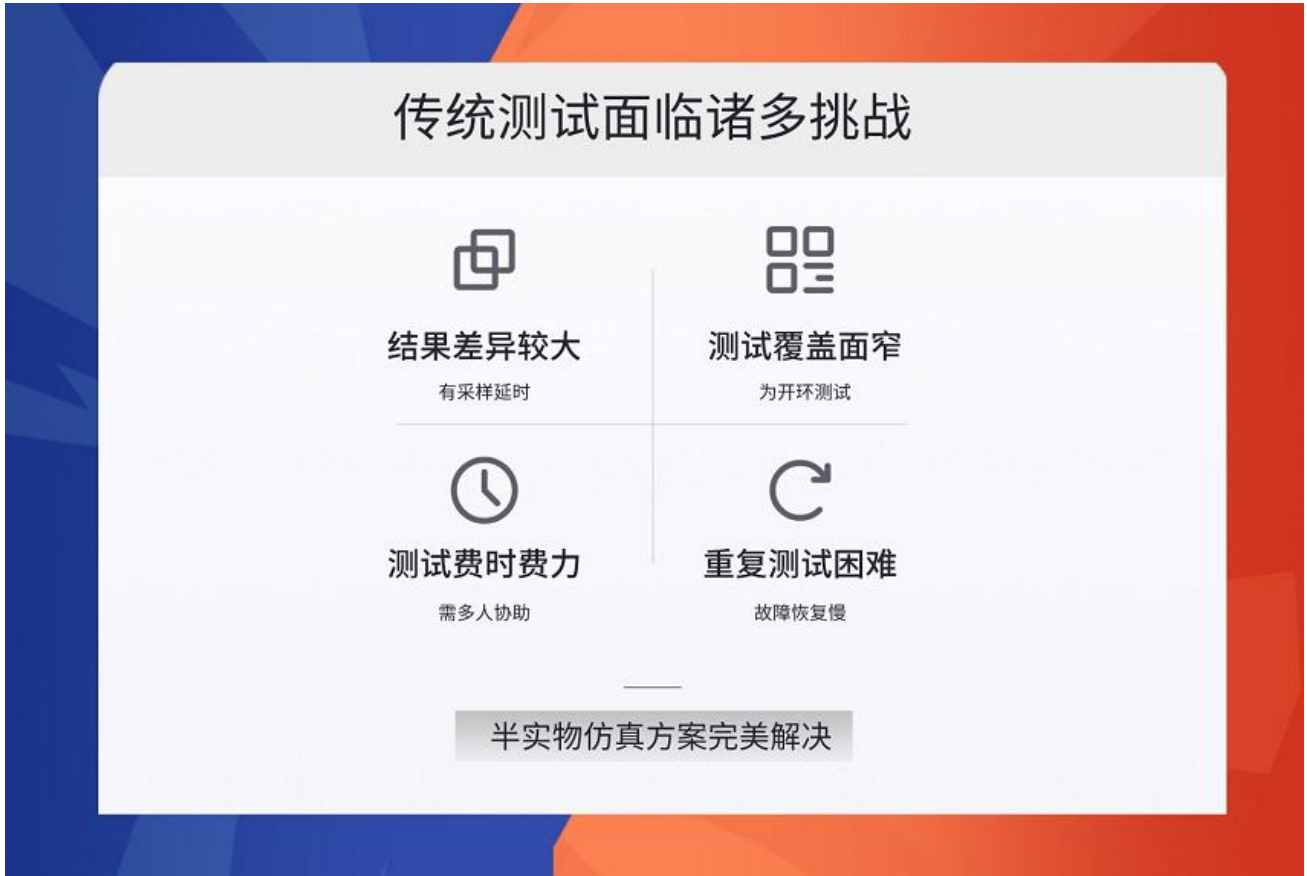 传统测试面临诸多挑战
结果差异较大
有采样延时
测试覆盖面窄
为开环测试
测试费时费力
需多人协助
重复测试困难
故障恢复慢
半实物仿真方案完美解决